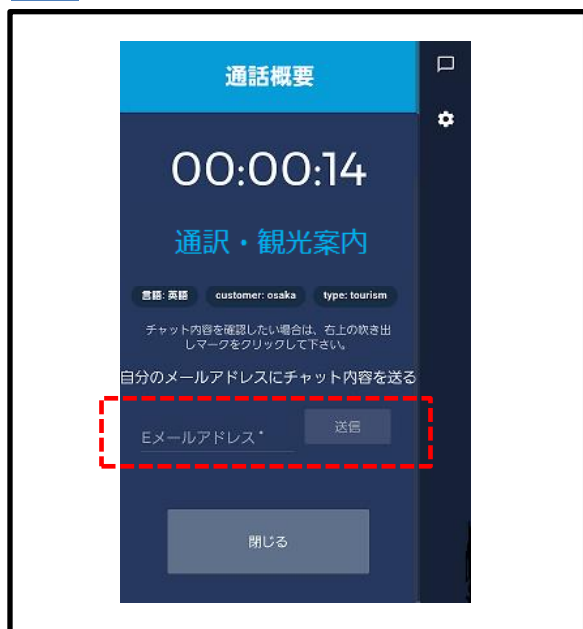 通話概要
00:00:14
通訳・観光案内
言語: 英語 customer: osaka type: tourism
チャット内容を確認したい場合は、右上の吹き出
しマークをクリックして下さい。
自分のメールアドレスにチャット内容を送る
Eメールアドレス * 送信
閉じる